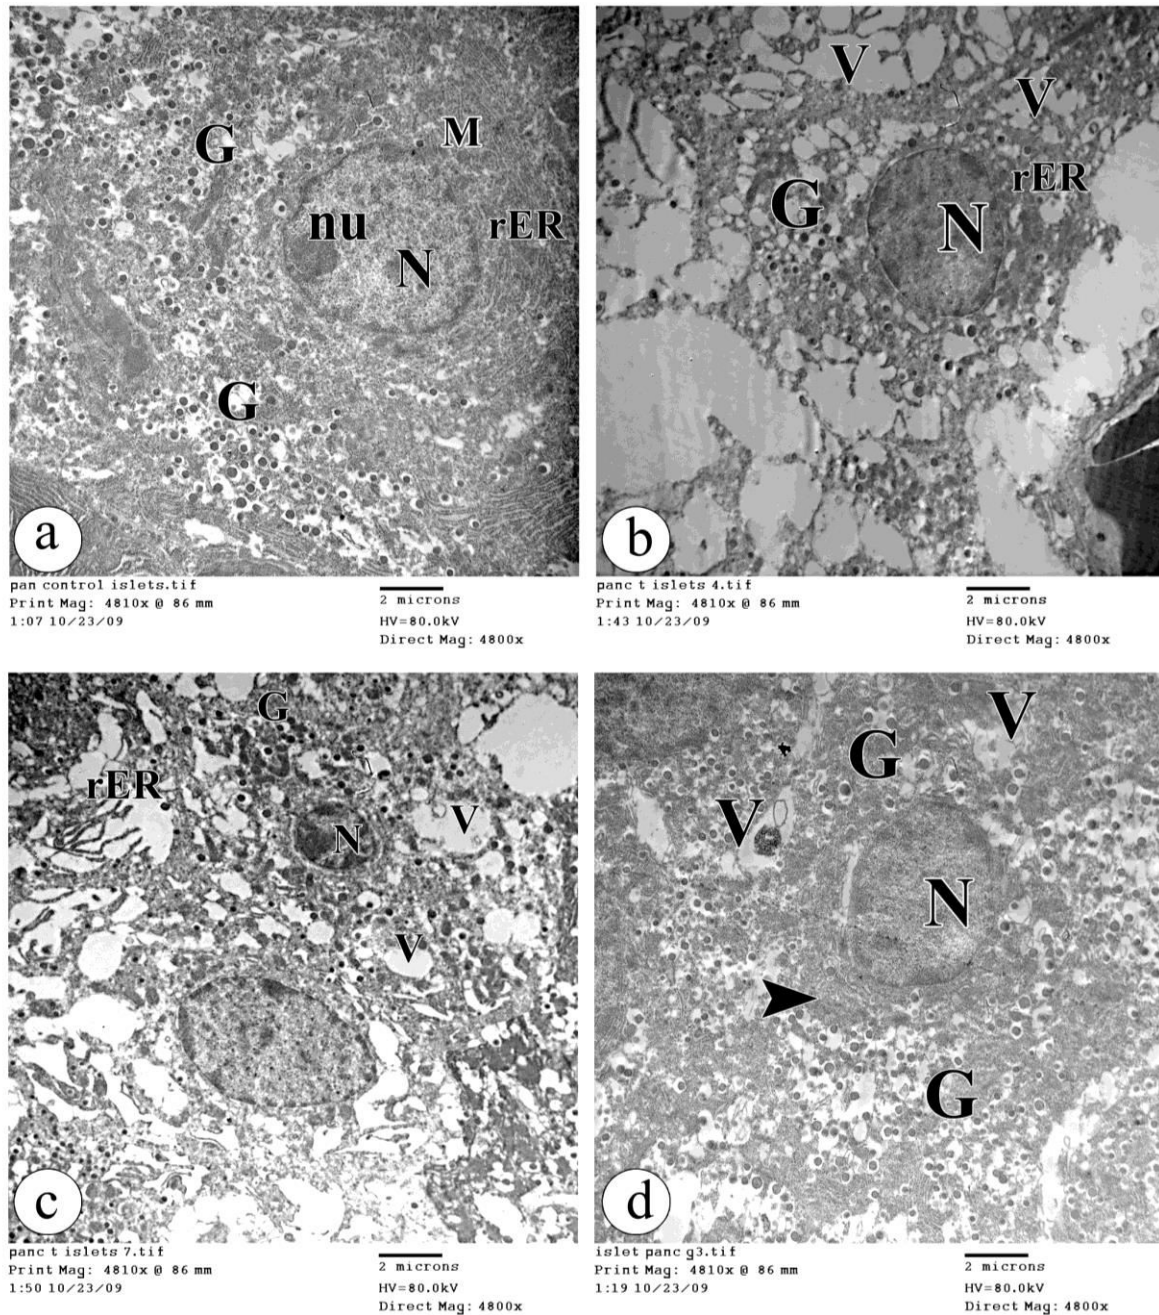 G
M
nu
rER
N
G
a
pan control islets.tif
Print Mag: 4810x @ 86 mm
1:07 10/23/09
2 microns
HV=80.0kV
Direct Mag: 4800x
V
V
rER
G
N
b
panc t islets 4.tif
Print Mag: 4810x @ 86 mm
1:43 10/23/09
2 microns
HV=80.0kV
Direct Mag: 4800x
G
rER
V
N
V
c
panc t islets 7.tif
Print Mag: 4810x @ 86 mm
1:50 10/23/09
2 microns
HV=80.0kV
Direct Mag: 4800x
V
G
V
N
G
d
islet panc g3.tif
Print Mag: 4810x @ 86 mm
1:19 10/23/09
2 microns
HV=80.0kV
Direct Mag: 4800x